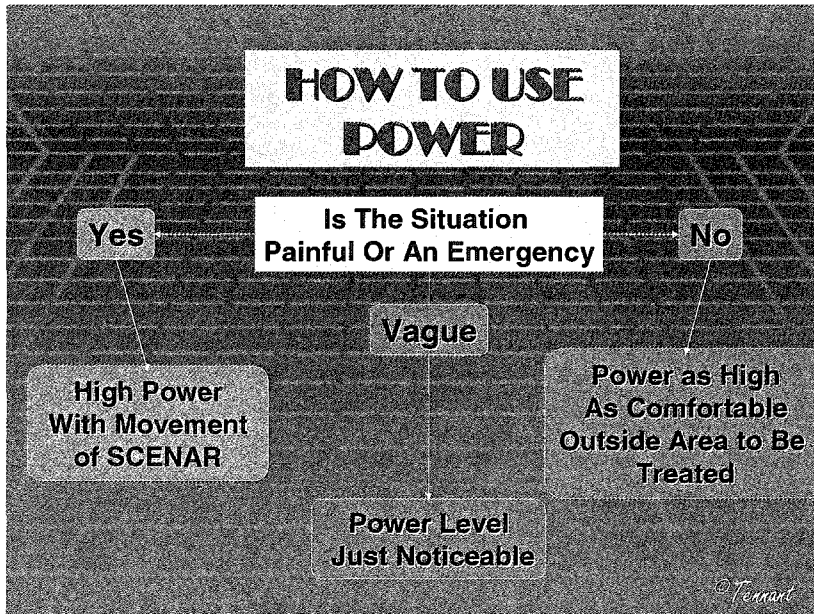 HOW TO USE
POWER
Is The Situation
Painful Or An Emergency
Yes
No
Vague
High Power
With Movement
of SCENAR
Power as High
As Comfortable
Outside Area to Be
Treated
Power Level
Just Noticeable
©Tennant